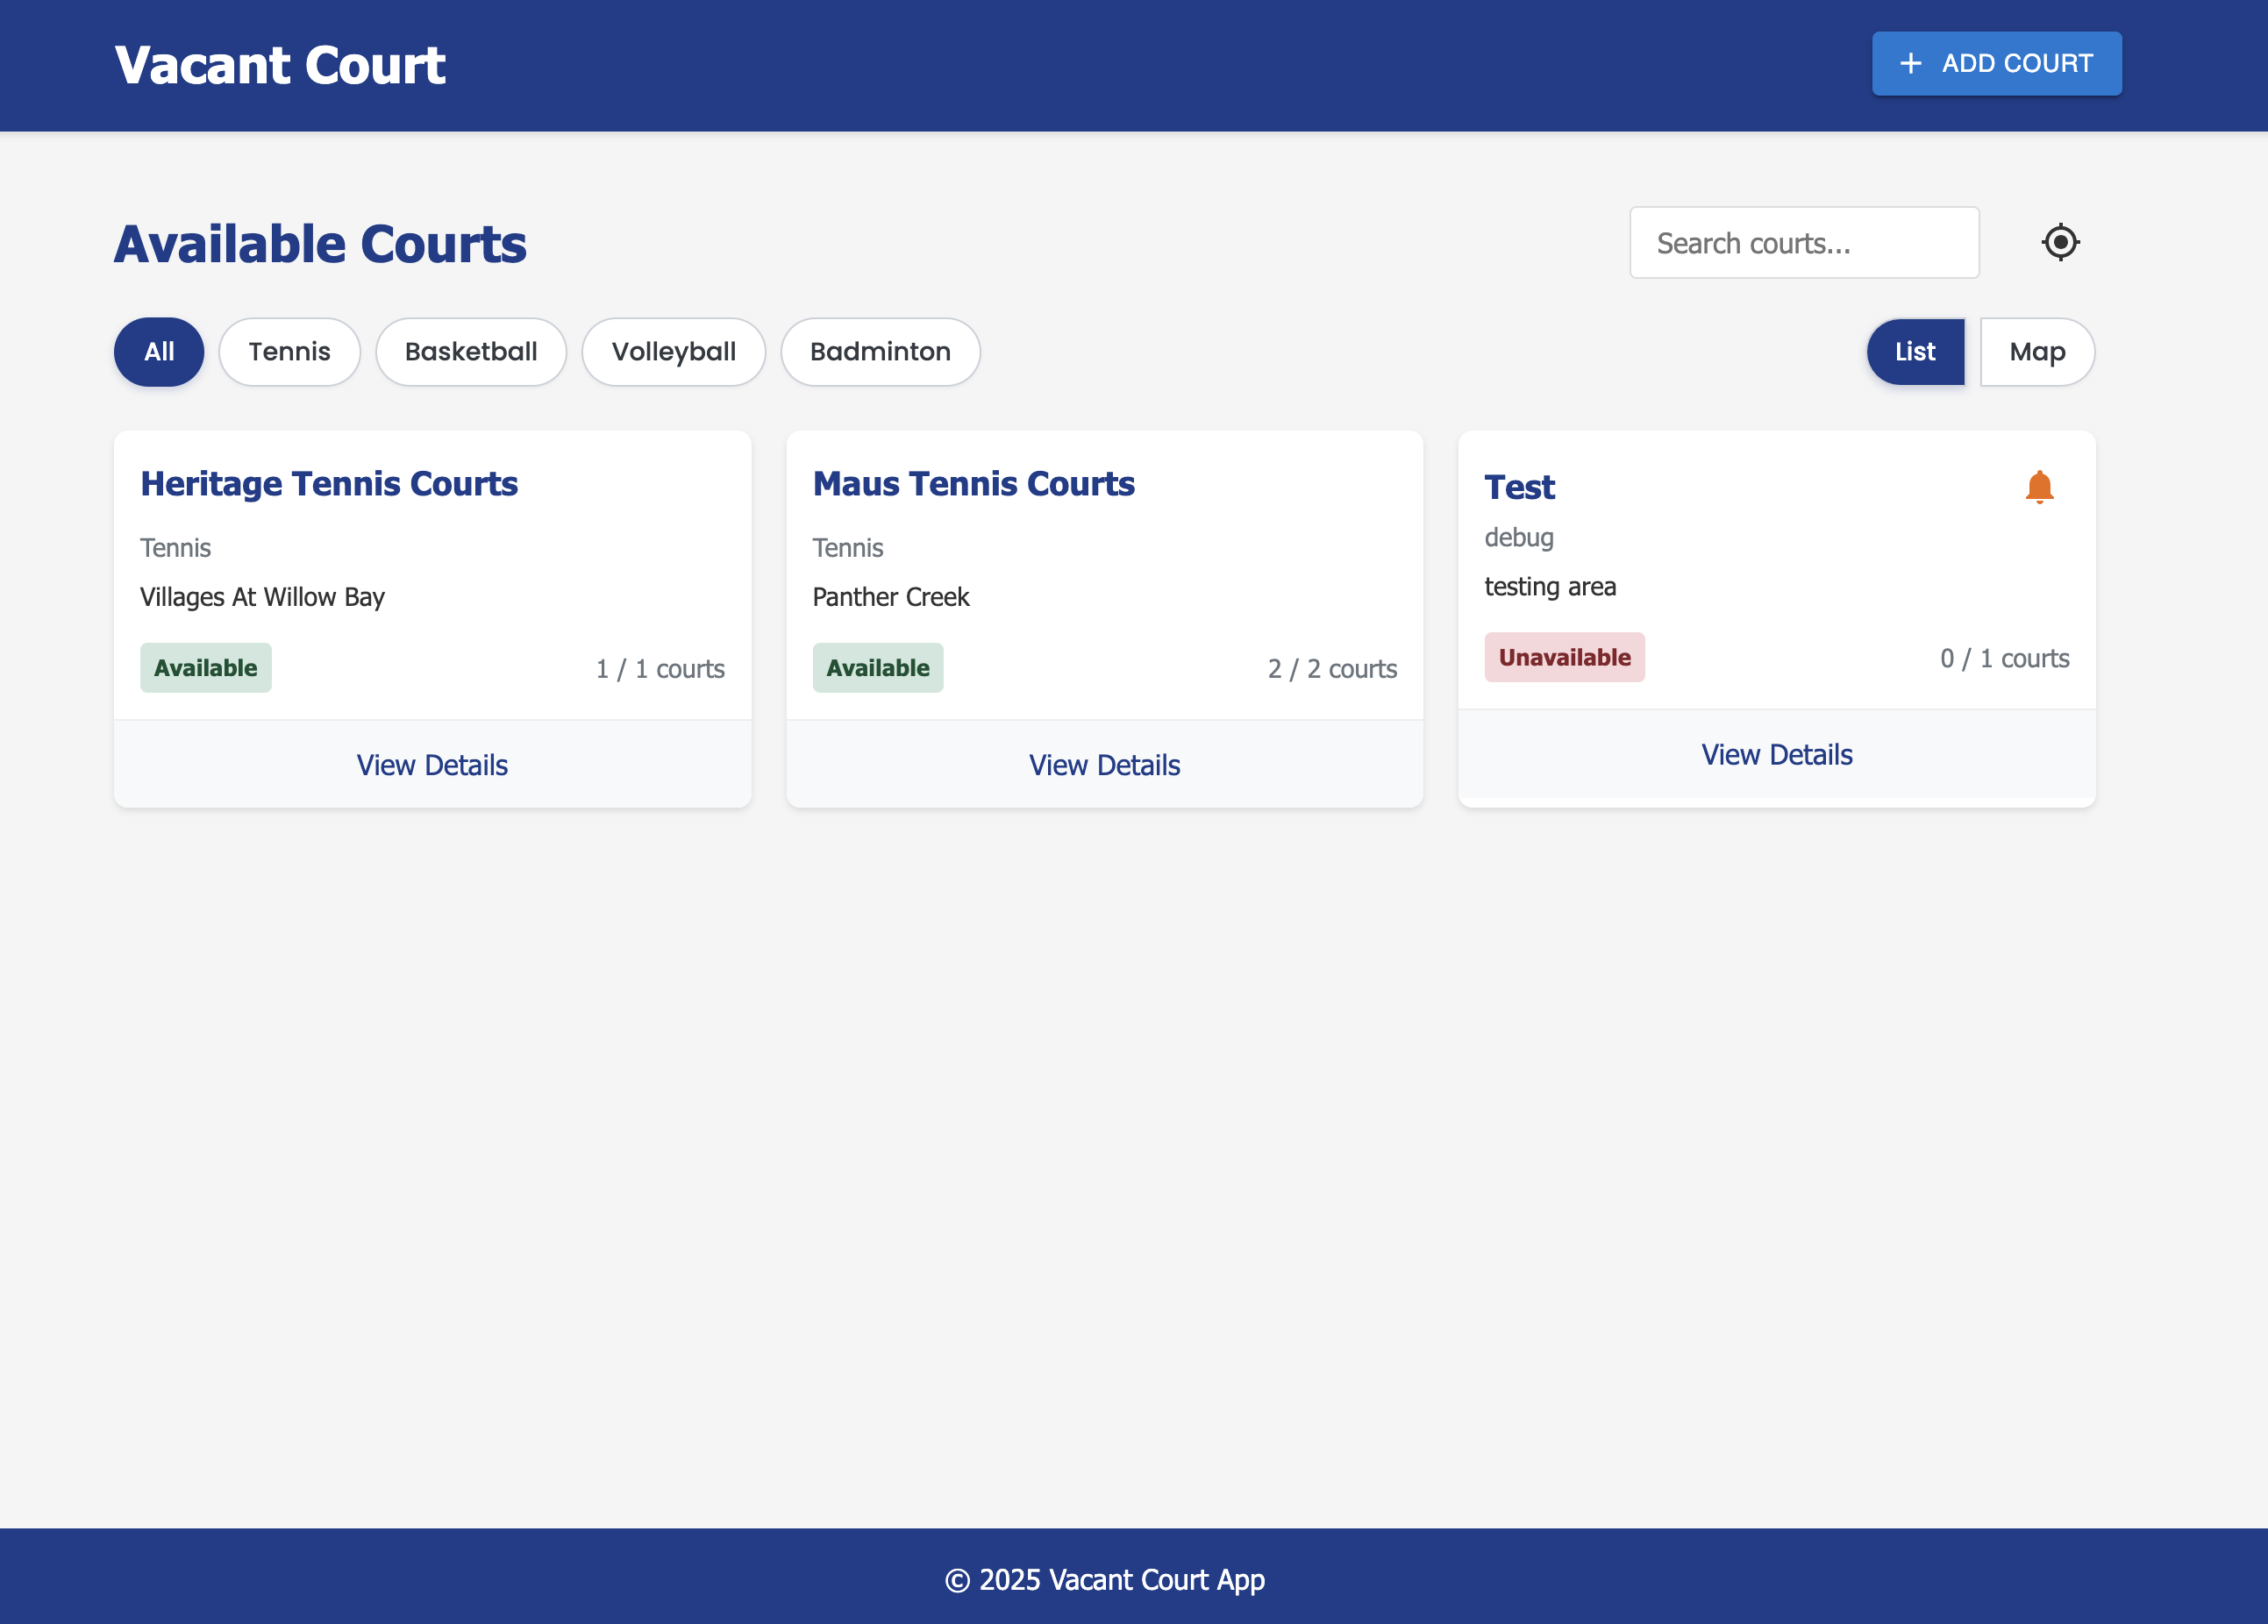 Vacant Court
+ ADD COURT
Available Courts
Search courts...
All
Tennis
Basketball
Volleyball
Badminton
List
Map
Heritage Tennis Courts
Tennis
Villages At Willow Bay
Available
1 / 1 courts
View Details
Maus Tennis Courts
Tennis
Panther Creek
Available
2 / 2 courts
View Details
Test
debug
testing area
Unavailable
0 / 1 courts
View Details
© 2025 Vacant Court App